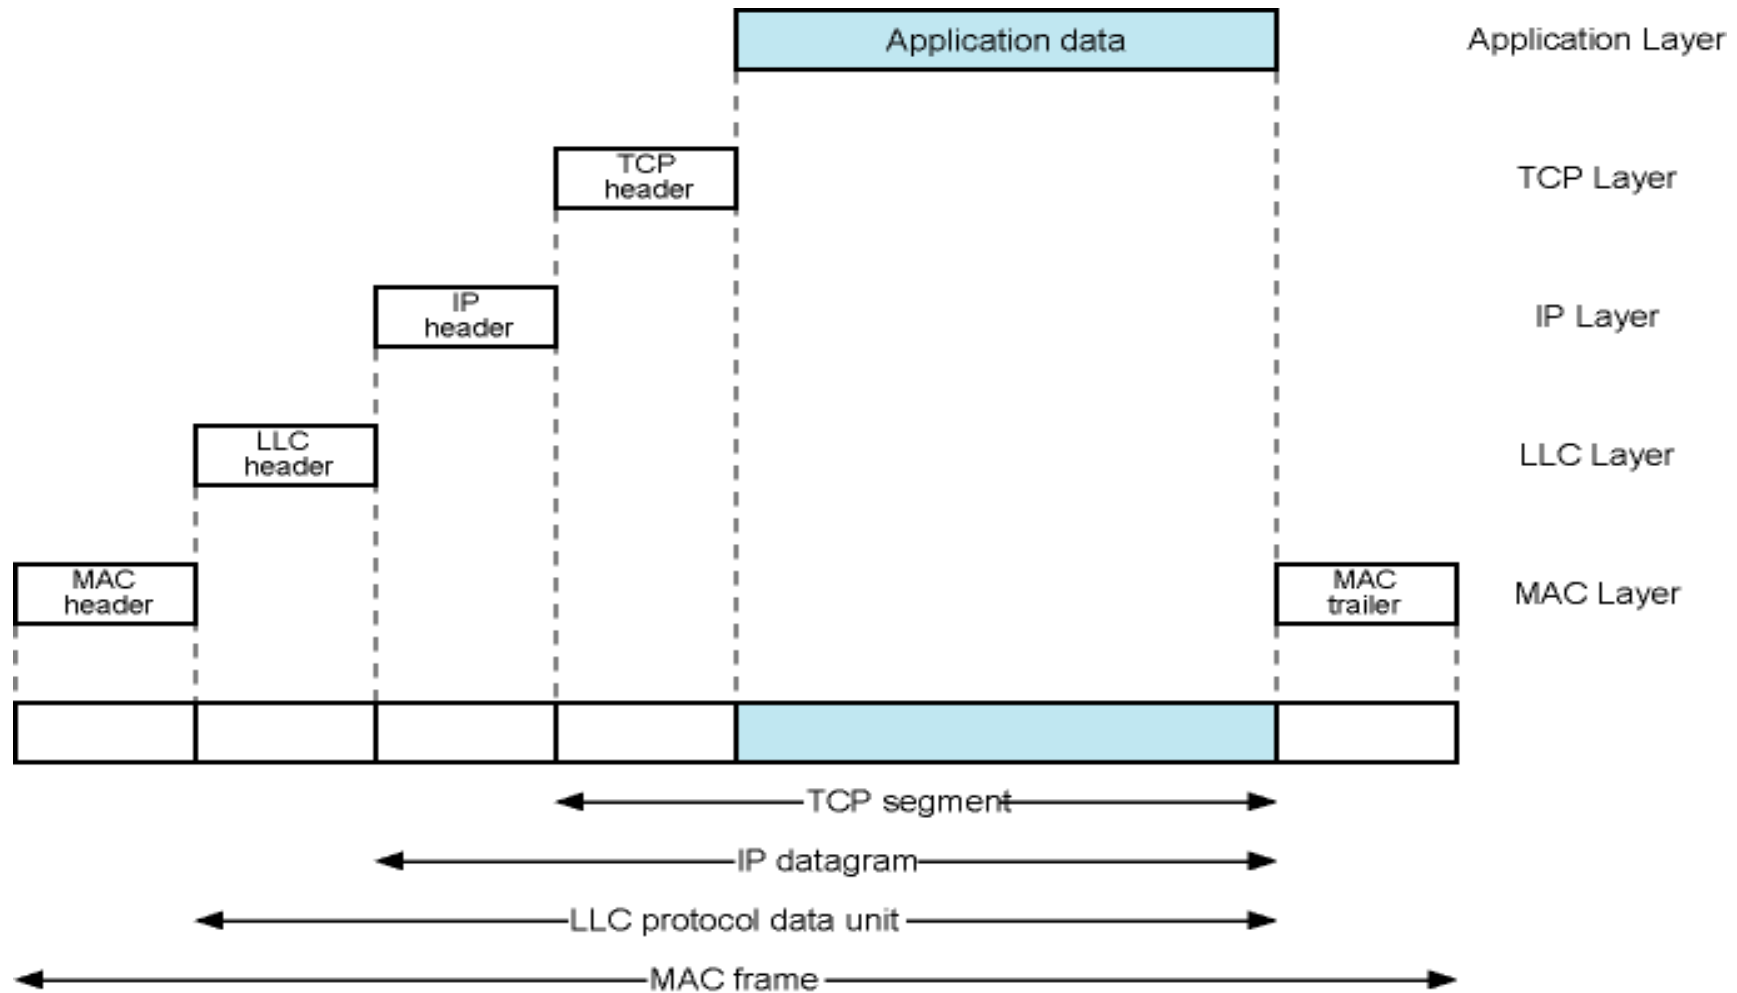 Application data
Application Layer
TCP
header
TCP Layer
IP
header
IP Layer
LLC
header
LLC Layer
MAC
header
MAC
trailer
MAC Layer
TCP segment
IP datagram
LLC protocol data unit
MAC frame